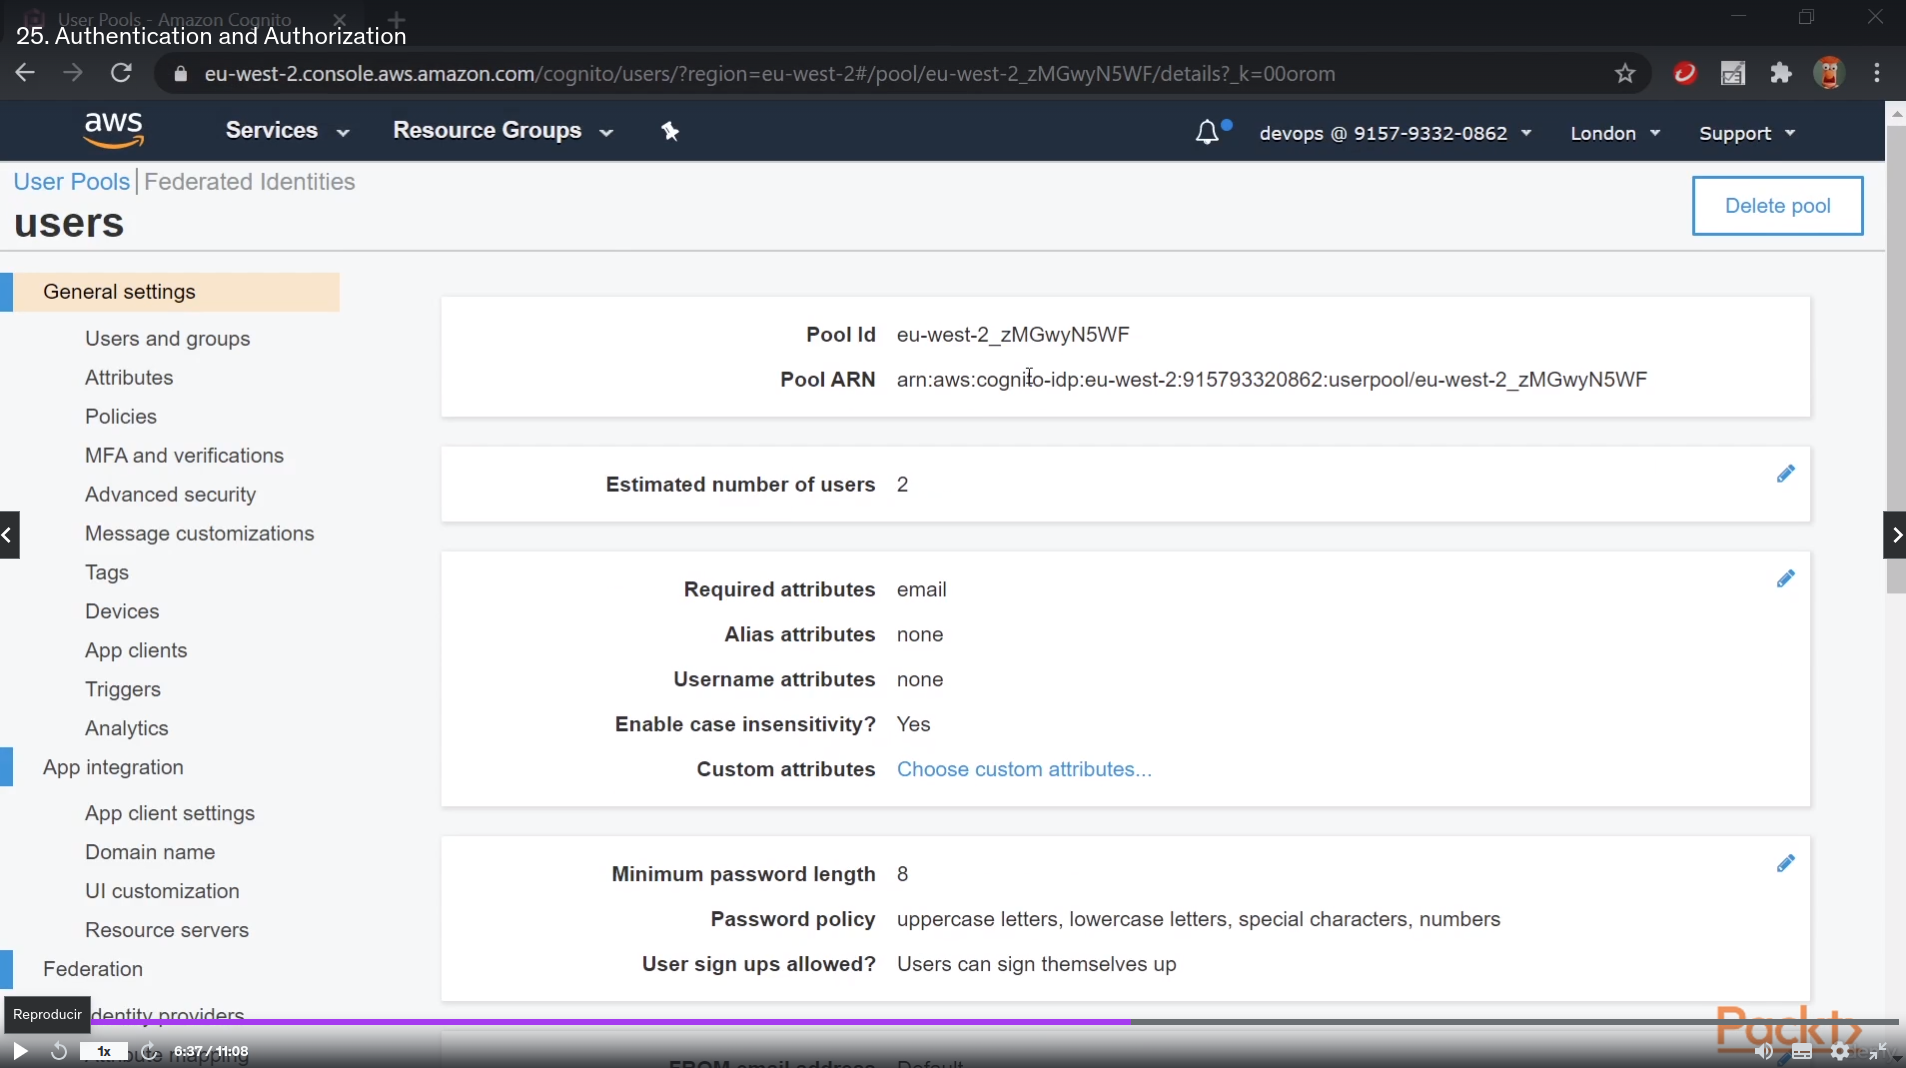 User Pools - Amazon Cognito
25. Authentication and Authorization
eu-west-2.console.aws.amazon.com/cognito/users/?region=eu-west-2#/pool/eu-west-2_zMGwyN5WF/details?_k=00orom
aws Services Resource Groups devops @ 9157-9332-0862 London Support
User Pools | Federated Identities
users
Delete pool
General settings
Users and groups
Attributes
Policies
MFA and verifications
Advanced security
Message customizations
Tags
Devices
App clients
Triggers
Analytics
App integration
App client settings
Domain name
UI customization
Resource servers
Federation
Identity providers
Attribute mapping
Pool Id eu-west-2_zMGwyN5WF
Pool ARN arn:aws:cognito-idp:eu-west-2:915793320862:userpool/eu-west-2_zMGwyN5WF
Estimated number of users 2
Required attributes email
Alias attributes none
Username attributes none
Enable case insensitivity? Yes
Custom attributes Choose custom attributes...
Minimum password length 8
Password policy uppercase letters, lowercase letters, special characters, numbers
User sign ups allowed? Users can sign themselves up
FROM email address Default
Reproducir
1x 6:37 / 11:08
Packt